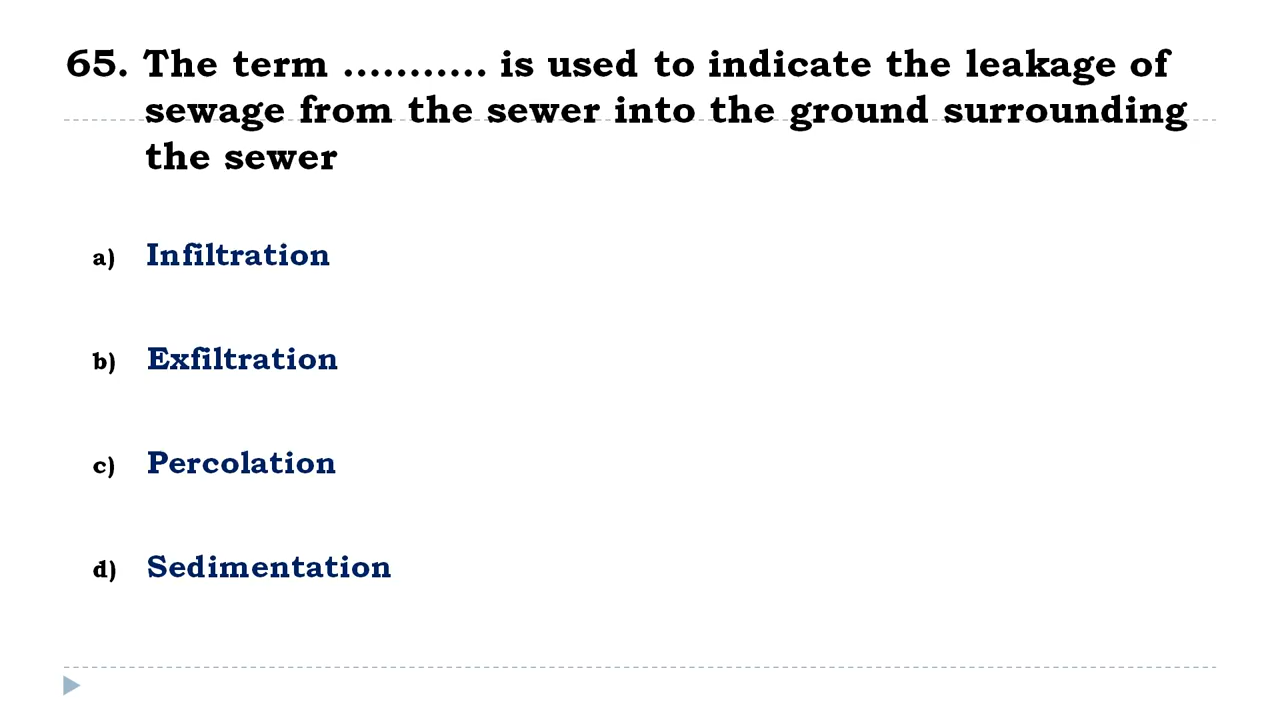 65. The term ........... is used to indicate the leakage of
sewage from the sewer into the ground surrounding
the sewer
a) Infiltration
b) Exfiltration
c) Percolation
d) Sedimentation